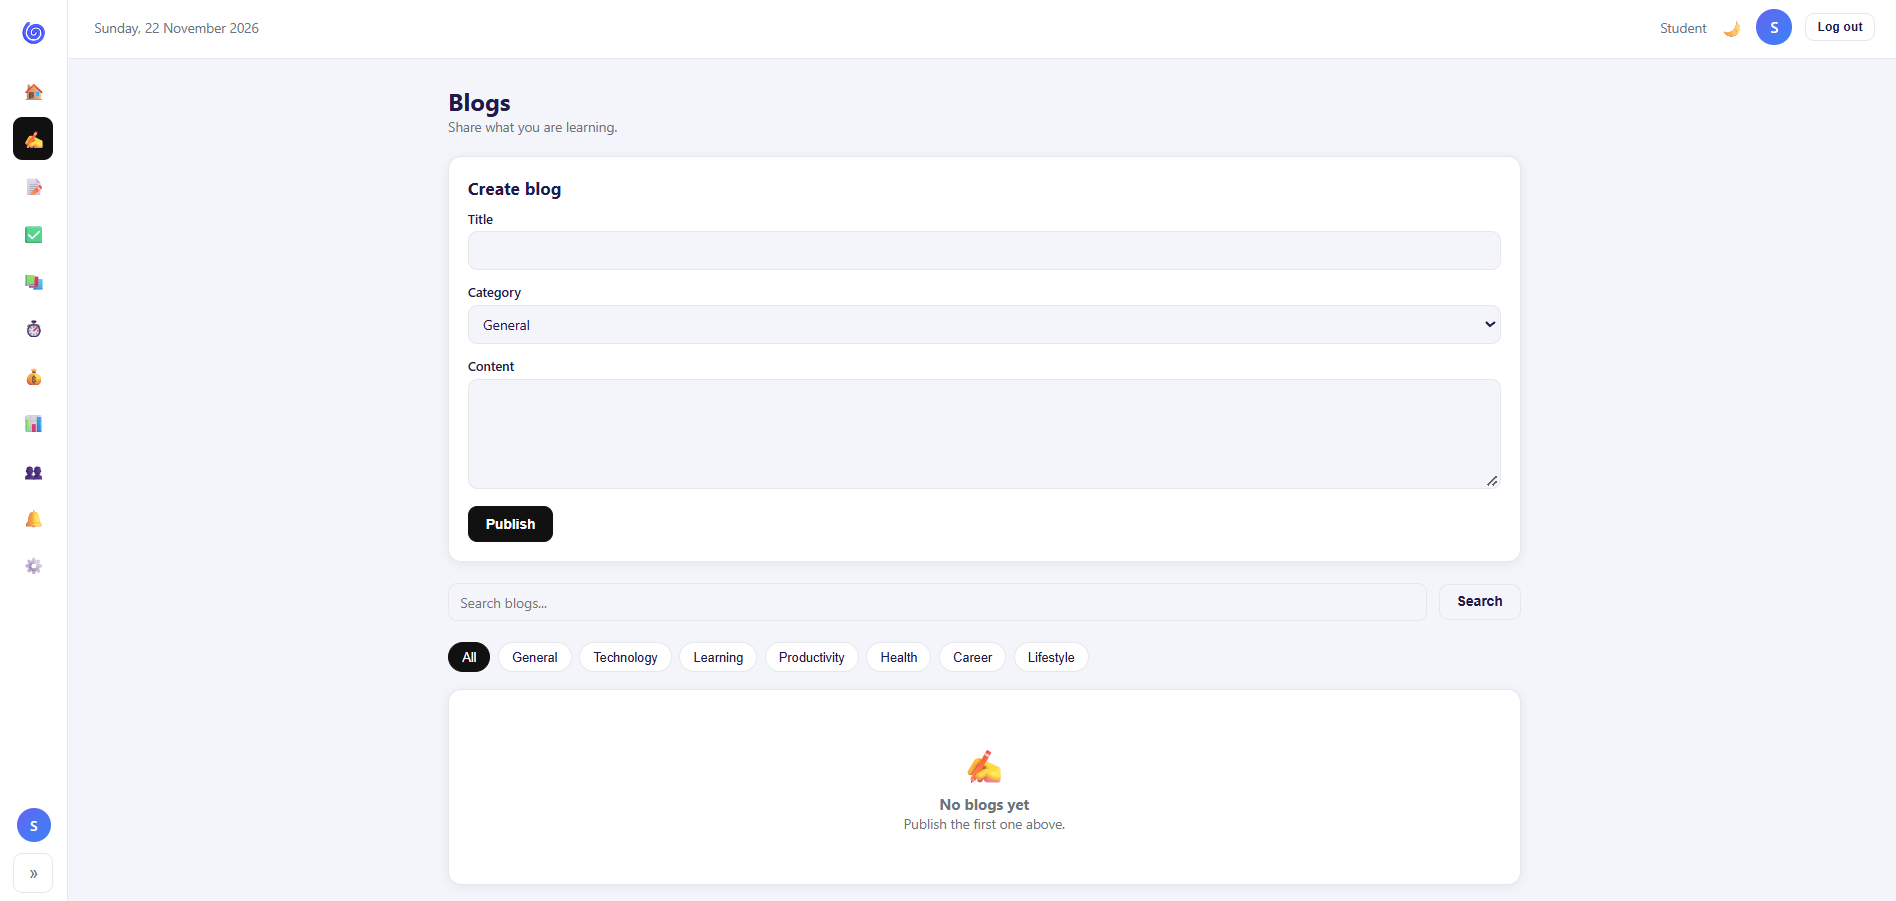 Sunday, 22 November 2026
Student
S
Log out
Blogs
Share what you are learning.
Create blog
Title
Category
General
Content
Publish
Search blogs...
Search
All
General
Technology
Learning
Productivity
Health
Career
Lifestyle
No blogs yet
Publish the first one above.
S
»